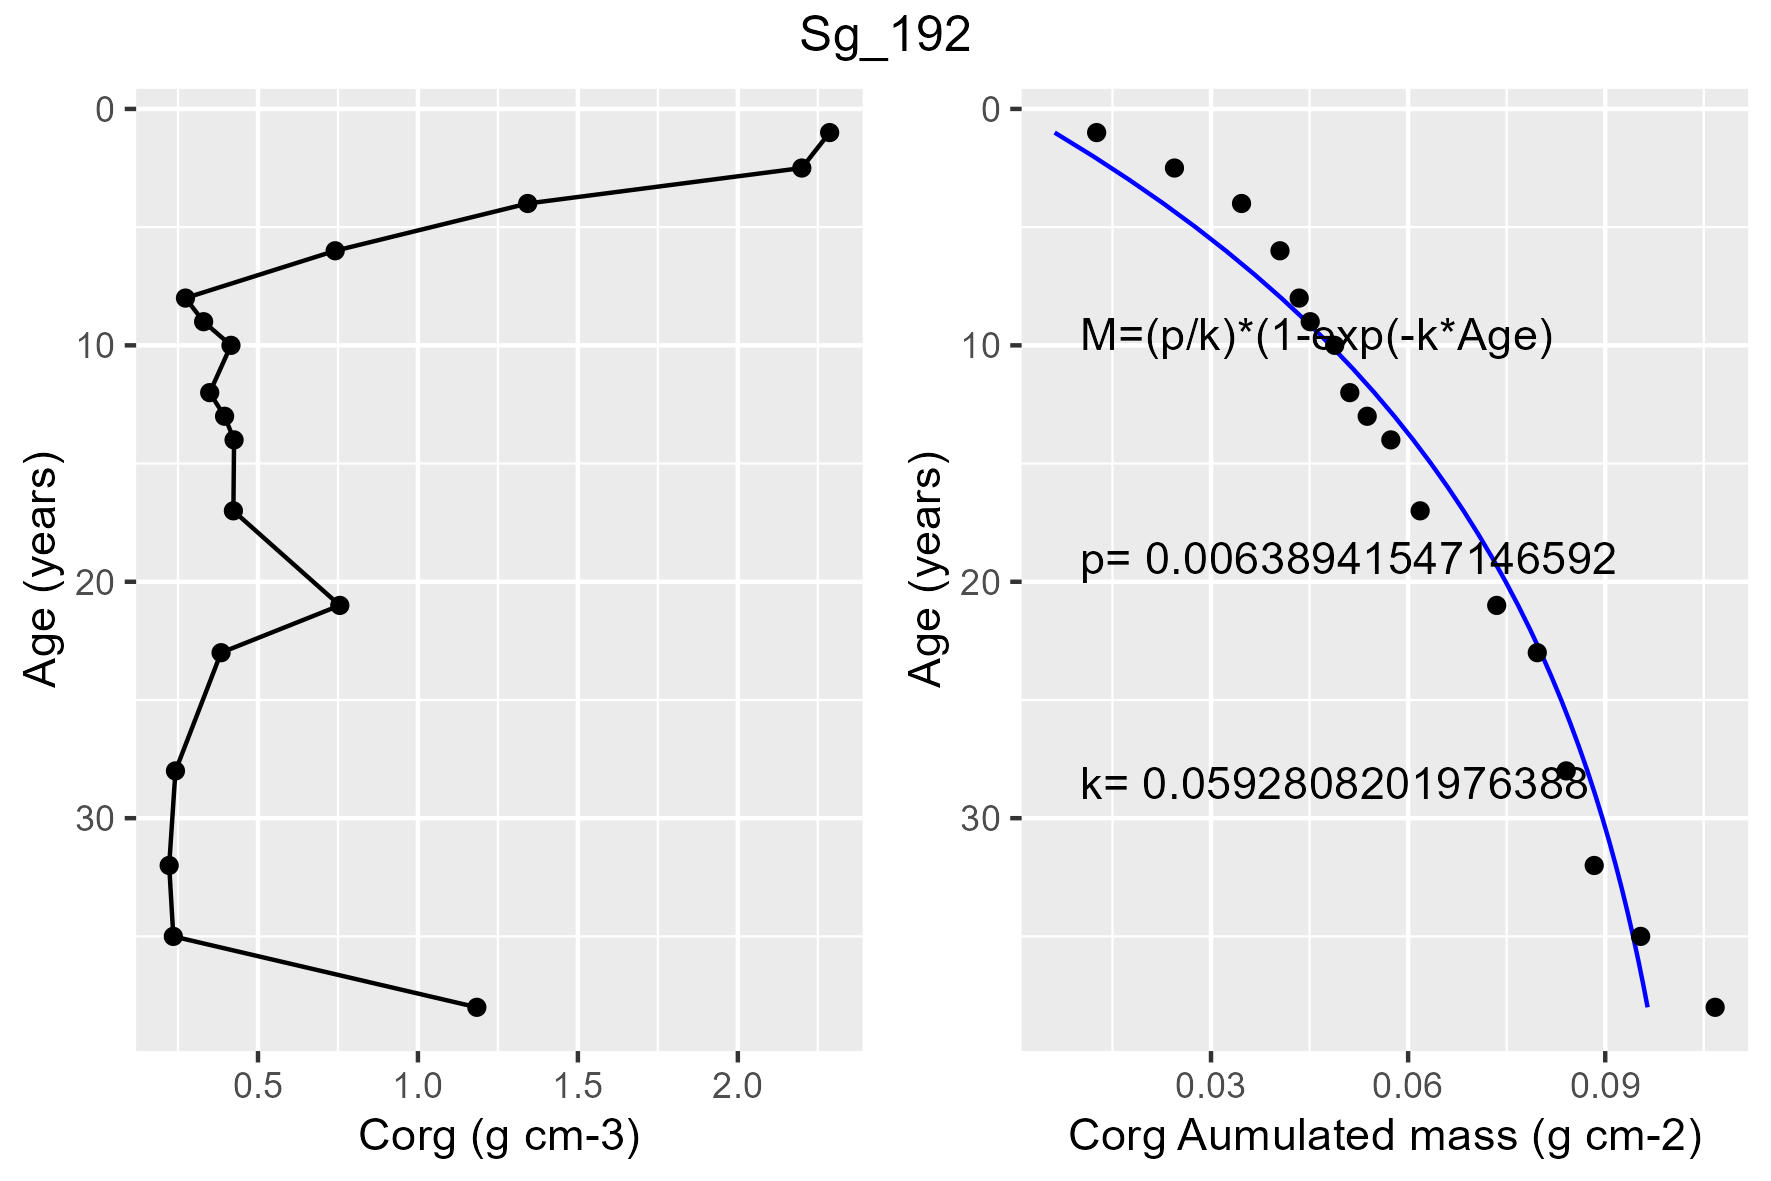 Sg_192
0
10
20
30
Age (years)
0.5 1.0 1.5 2.0
Corg (g cm-3)
0
10
20
30
Age (years)
M=(p/k)*(1-exp(-k*Age)
p= 0.00638941547146592
k= 0.0592808201976388
0.03 0.06 0.09
Corg Aumulated mass (g cm-2)